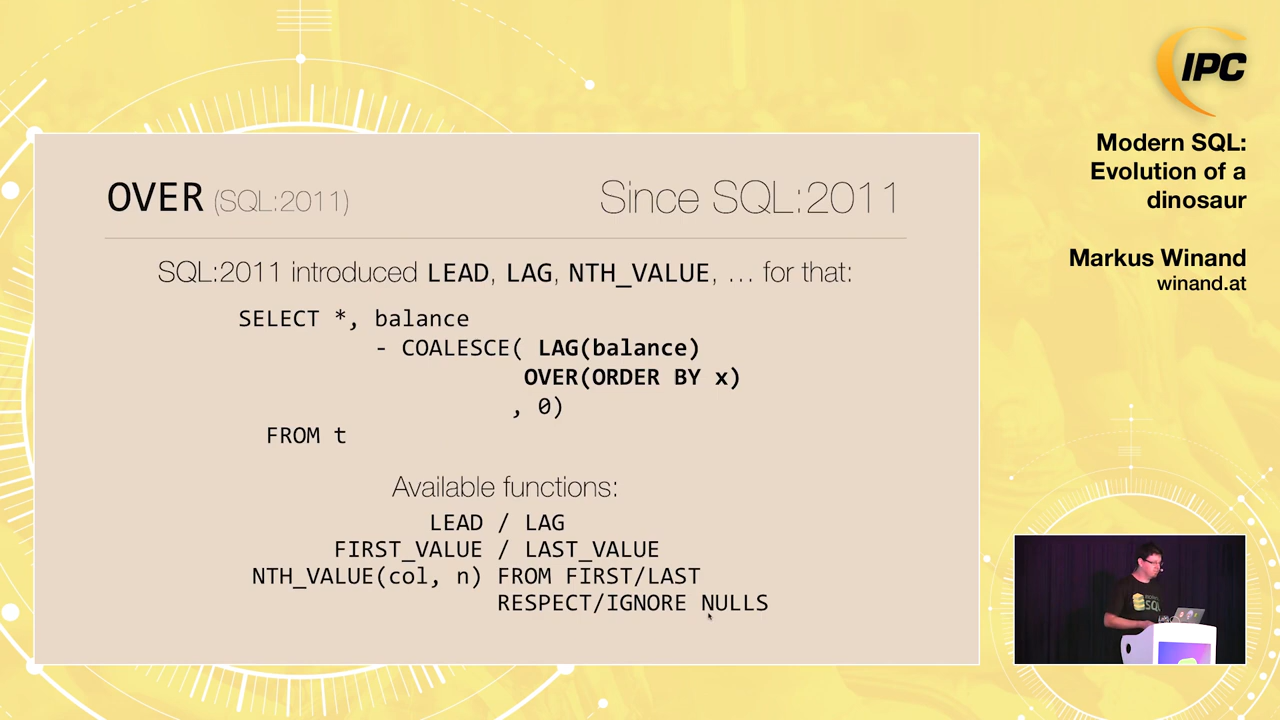 IPC
Modern SQL:
Evolution of a
dinosaur
Markus Winand
winand.at
OVER (SQL:2011)
Since SQL:2011
SQL:2011 introduced LEAD, LAG, NTH_VALUE, … for that:
SELECT *, balance
- COALESCE( LAG(balance)
OVER(ORDER BY x)
, 0)
FROM t
Available functions:
LEAD / LAG
FIRST_VALUE / LAST_VALUE
NTH_VALUE(col, n) FROM FIRST/LAST
RESPECT/IGNORE NULLS
SQL